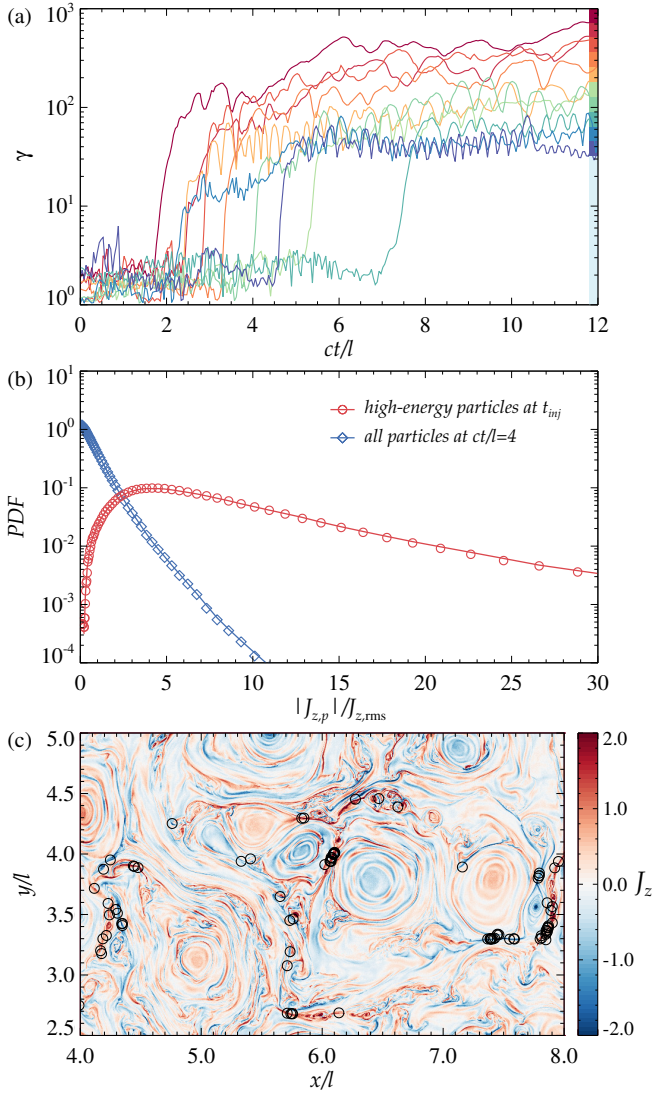 (a)
10³
10²
10¹
10⁰
γ
0 2 4 6 8 10 12
ct/l
(b)
10¹
10⁰
10⁻¹
10⁻²
10⁻³
10⁻⁴
PDF
high-energy particles at t_inj
all particles at ct/l=4
0 5 10 15 20 25 30
|J_z,p|/J_z,rms
(c)
5.0
4.5
4.0
3.5
3.0
2.5
y/l
4.0 5.0 6.0 7.0 8.0
x/l
2.0
1.0
0.0
-1.0
-2.0
J_z